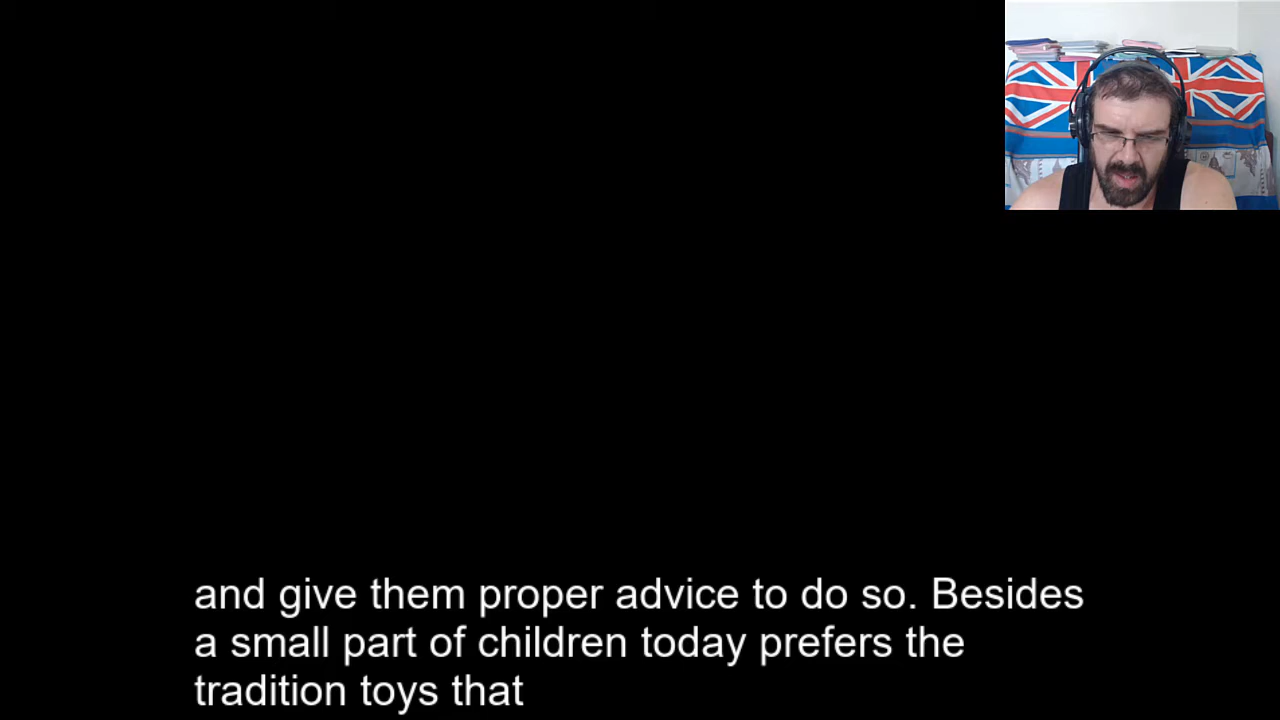 and give them proper advice to do so. Besides
a small part of children today prefers the
tradition toys that